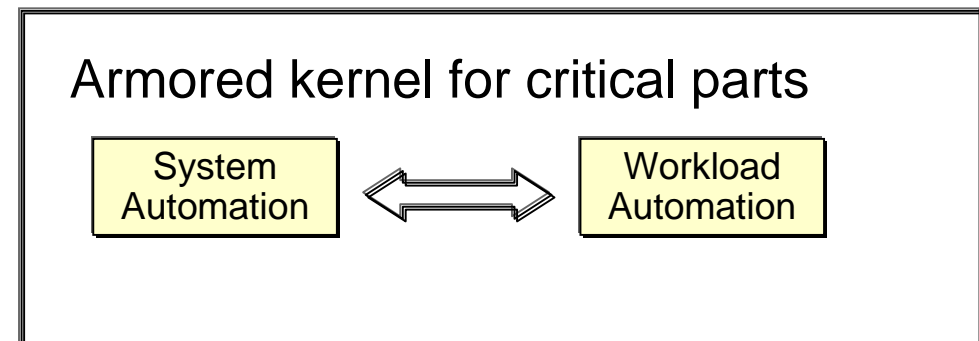 Armored kernel for critical parts
System
Automation
Workload
Automation